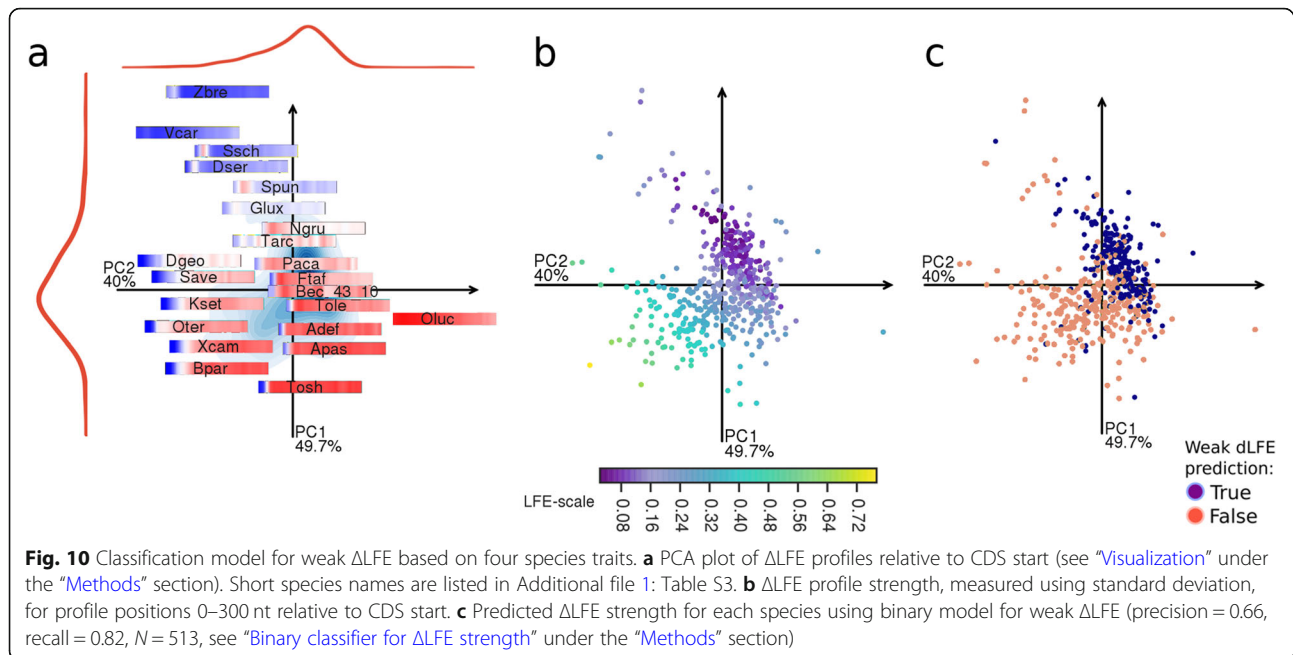 a
b
c
Zbre
Vcar
Ssch
Dser
Spun
Glux
Ngru
Tarc
Dgeo
Paca
PC2
40%
Save
Ftaf
Bec 43 10
Kset
Tole
Oluc
Oter
Adef
Xcam
Apas
Bpar
Tosh
PC1
49.7%
PC2
40%
PC1
49.7%
LFE-scale
0.08
0.16
0.24
0.32
0.40
0.48
0.56
0.64
0.72
PC2
40%
PC1
49.7%
Weak dLFE
prediction:
True
False
Fig. 10 Classification model for weak ΔLFE based on four species traits. a PCA plot of ΔLFE profiles relative to CDS start (see “Visualization” under
the “Methods” section). Short species names are listed in Additional file 1: Table S3. b ΔLFE profile strength, measured using standard deviation,
for profile positions 0–300 nt relative to CDS start. c Predicted ΔLFE strength for each species using binary model for weak ΔLFE (precision = 0.66,
recall = 0.82, N = 513, see “Binary classifier for ΔLFE strength” under the “Methods” section)